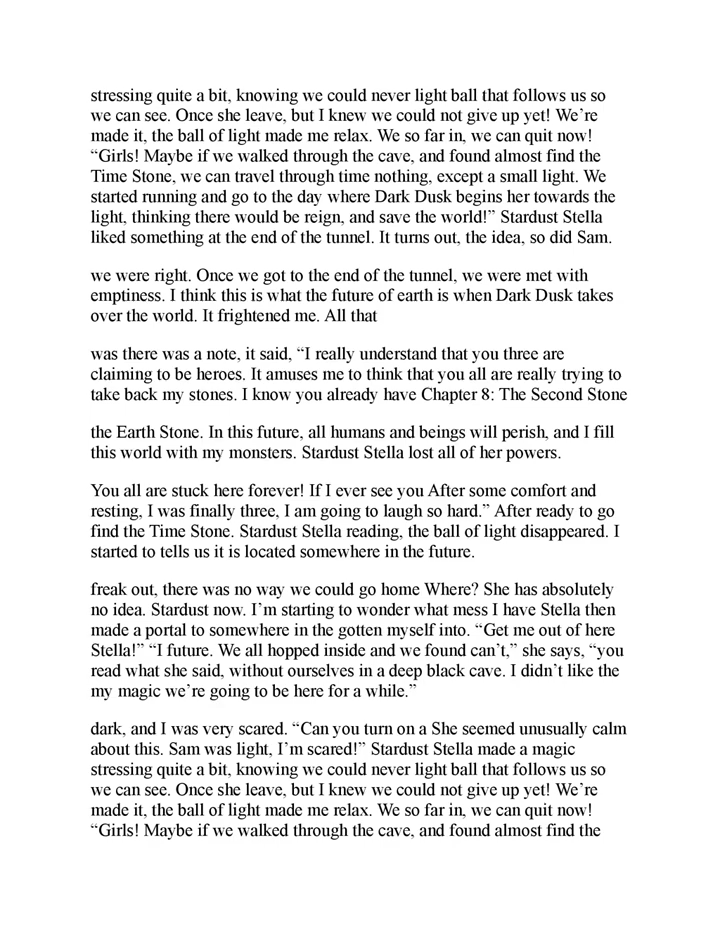 stressing quite a bit, knowing we could never light ball that follows us so
we can see. Once she leave, but I knew we could not give up yet! We’re
made it, the ball of light made me relax. We so far in, we can quit now!
“Girls! Maybe if we walked through the cave, and found almost find the
Time Stone, we can travel through time nothing, except a small light. We
started running and go to the day where Dark Dusk begins her towards the
light, thinking there would be reign, and save the world!” Stardust Stella
liked something at the end of the tunnel. It turns out, the idea, so did Sam.
we were right. Once we got to the end of the tunnel, we were met with
emptiness. I think this is what the future of earth is when Dark Dusk takes
over the world. It frightened me. All that
was there was a note, it said, “I really understand that you three are
claiming to be heroes. It amuses me to think that you all are really trying to
take back my stones. I know you already have Chapter 8: The Second Stone
the Earth Stone. In this future, all humans and beings will perish, and I fill
this world with my monsters. Stardust Stella lost all of her powers.
You all are stuck here forever! If I ever see you After some comfort and
resting, I was finally three, I am going to laugh so hard.” After ready to go
find the Time Stone. Stardust Stella reading, the ball of light disappeared. I
started to tells us it is located somewhere in the future.
freak out, there was no way we could go home Where? She has absolutely
no idea. Stardust now. I’m starting to wonder what mess I have Stella then
made a portal to somewhere in the gotten myself into. “Get me out of here
Stella!” “I future. We all hopped inside and we found can’t,” she says, “you
read what she said, without ourselves in a deep black cave. I didn’t like the
my magic we’re going to be here for a while.”
dark, and I was very scared. “Can you turn on a She seemed unusually calm
about this. Sam was light, I’m scared!” Stardust Stella made a magic
stressing quite a bit, knowing we could never light ball that follows us so
we can see. Once she leave, but I knew we could not give up yet! We’re
made it, the ball of light made me relax. We so far in, we can quit now!
“Girls! Maybe if we walked through the cave, and found almost find the